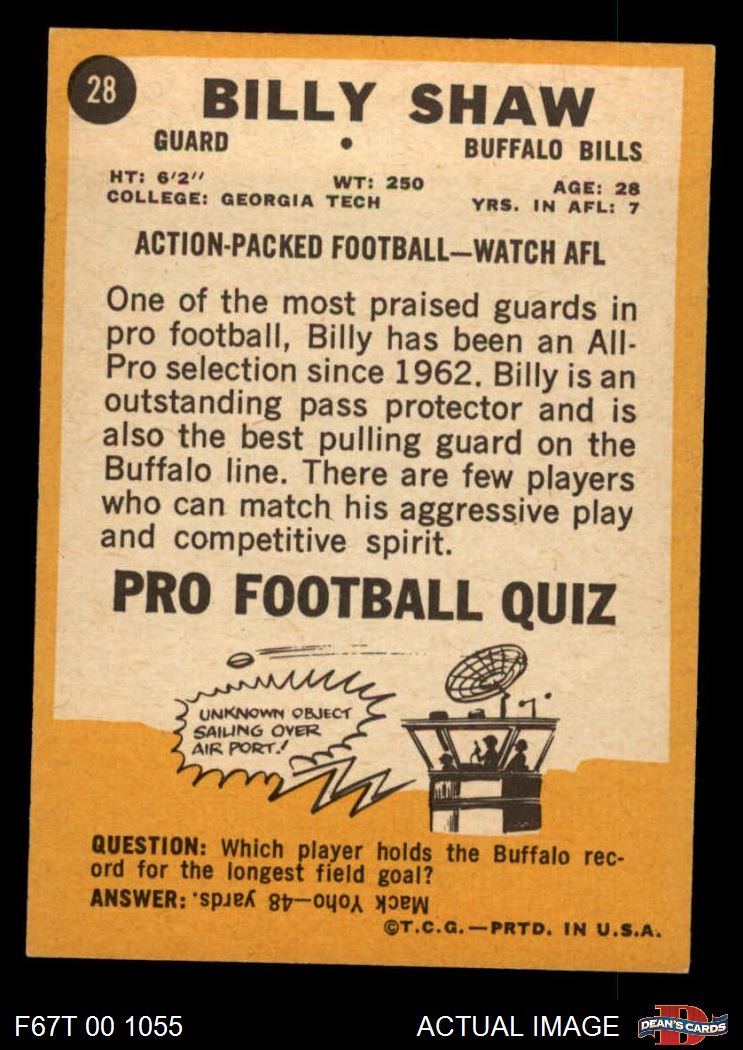 28
BILLY SHAW
GUARD • BUFFALO BILLS
HT: 6'2" WT: 250 AGE: 28
COLLEGE: GEORGIA TECH YRS. IN AFL: 7
ACTION-PACKED FOOTBALL—WATCH AFL
One of the most praised guards in
pro football, Billy has been an All-
Pro selection since 1962. Billy is an
outstanding pass protector and is
also the best pulling guard on the
Buffalo line. There are few players
who can match his aggressive play
and competitive spirit.
PRO FOOTBALL QUIZ
UNKNOWN OBJECT
SAILING OVER
AIR PORT!
QUESTION: Which player holds the Buffalo rec-
ord for the longest field goal?
ANSWER: Mack Yoho—48 yards.
©T.C.G.—PRTD. IN U.S.A.
F67T 00 1055 ACTUAL IMAGE
D
DEAN'S CARDS